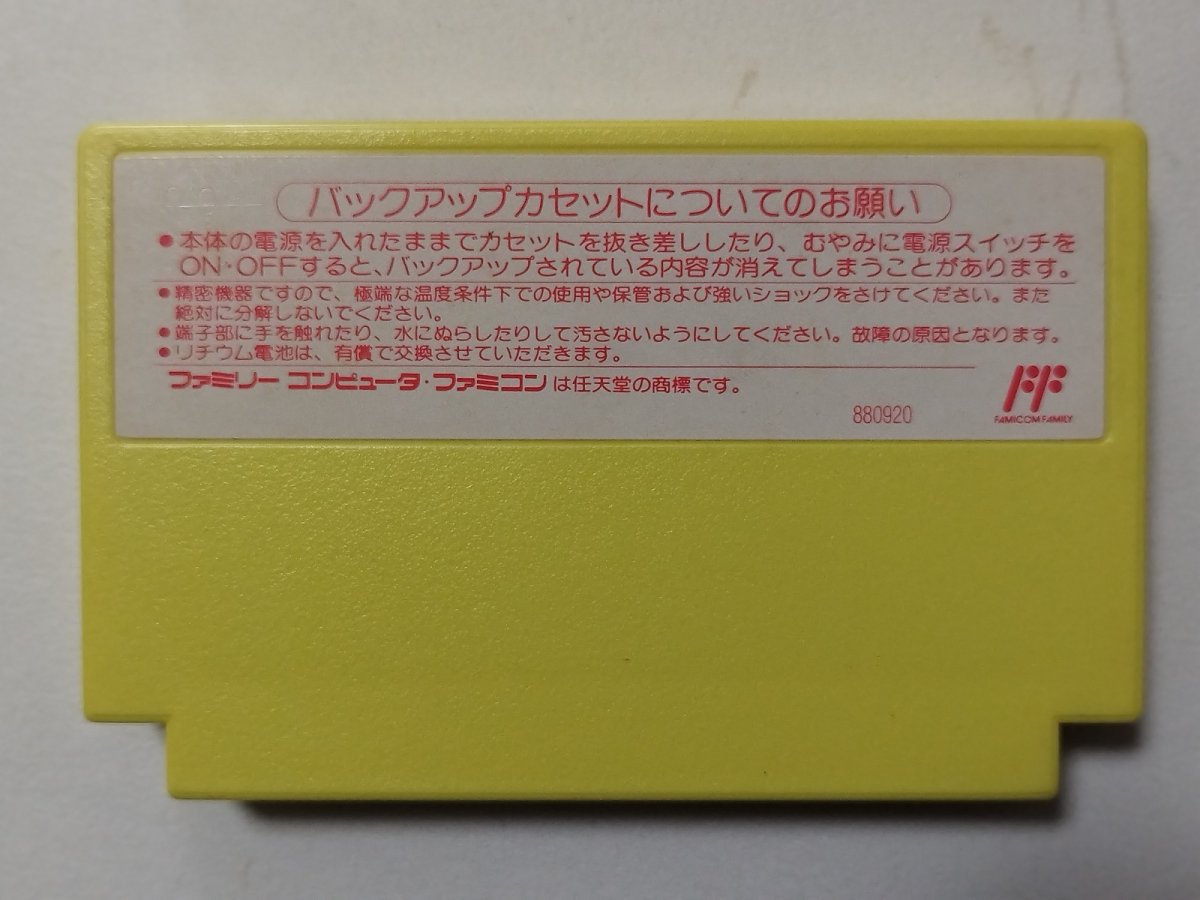 バックアップカセットについてのお願い
●本体の電源を入れたままでカセットを抜き差ししたり、むやみに電源スイッチを
ON・OFFすると、バックアップされている内容が消えてしまうことがあります。
●精密機器ですので、極端な温度条件下での使用や保管および強いショックをさけてください。また
絶対に分解しないでください。
●端子部に手を触れたり、水にぬらしたりして汚さないようにしてください。故障の原因となります。
●リチウム電池は、有償で交換させていただきます。
ファミリーコンピュータ・ファミコンは任天堂の商標です。
880920
FF
FAMICOM FAMILY